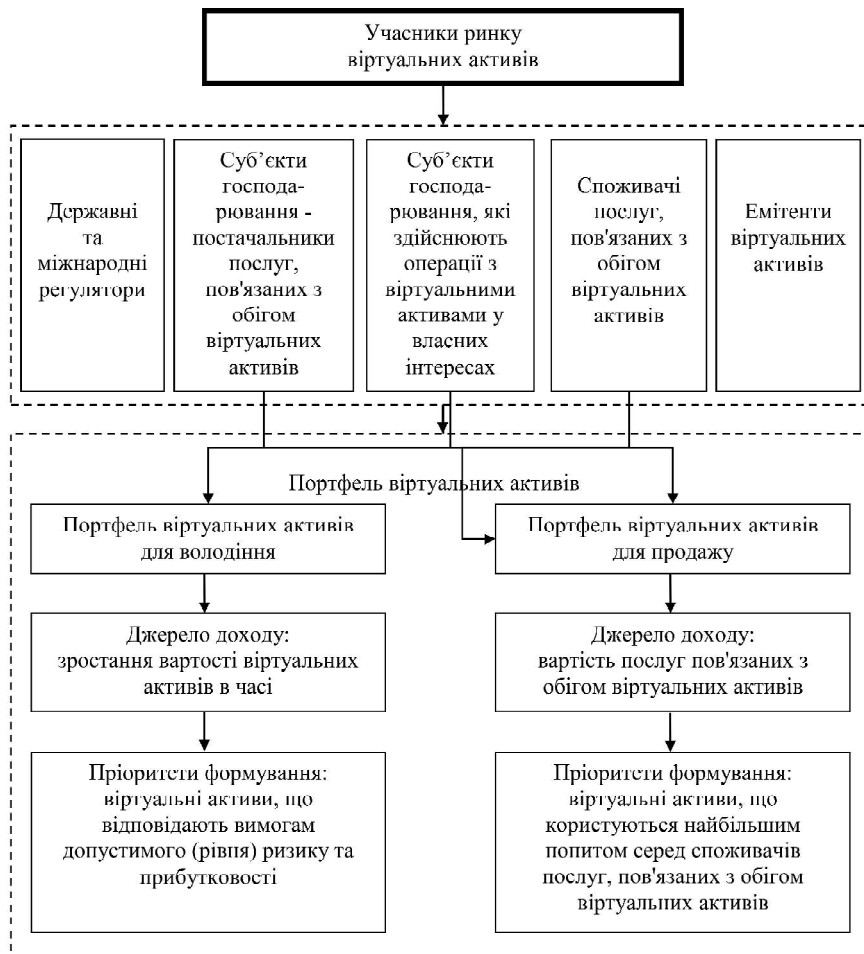 Учасники ринку
віртуальних активів
Державні
та
міжнародні
регулятори
Суб’єкти
господа-
рювання -
постачальники
послуг,
пов'язаних з
обігом
віртуальних
активів
Суб’єкти
господа-
рювання, які
здійснюють
операції з
віртуальними
активами у
власних
інтересах
Споживачі
послуг,
пов'язаних з
обігом
віртуальних
активів
Емітенти
віртуальних
активів
Портфель віртуальних активів
Портфель віртуальних активів
для володіння
Портфель віртуальних активів
для продажу
Джерело доходу:
зростання вартості віртуальних
активів в часі
Джерело доходу:
вартість послуг пов'язаних з
обігом віртуальних активів
Пріоритети формування:
віртуальні активи, що
відповідають вимогам
допустимого (рівня) ризику та
прибутковості
Пріоритети формування:
віртуальні активи, що
користуються найбільшим
попитом серед споживачів
послуг, пов'язаних з обігом
віртуальних активів